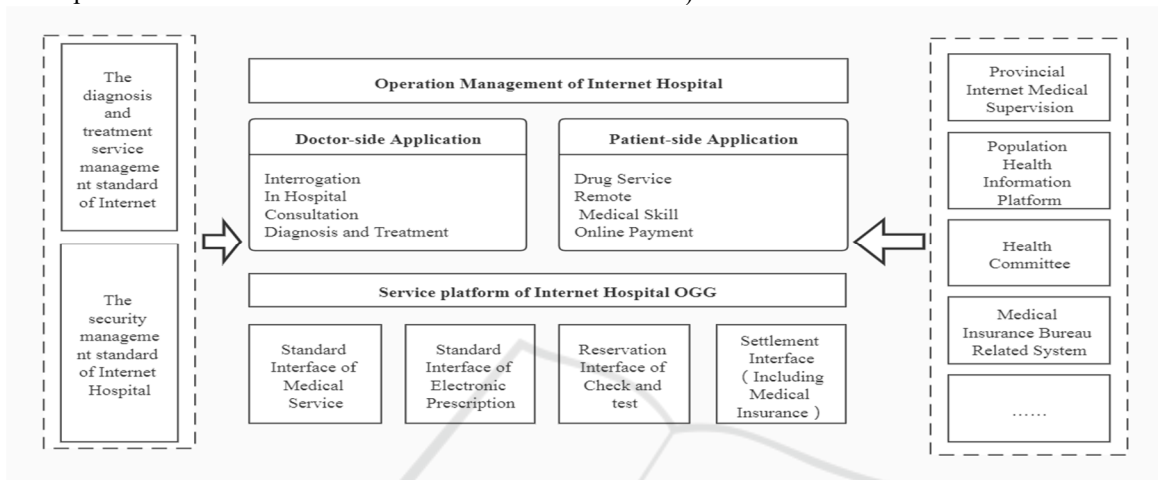 The
diagnosis
and
treatment
service
manageme
nt standard
of Internet
The
security
manageme
nt standard
of Internet
Hospital
Operation Management of Internet Hospital
Doctor-side Application
Interrogation
In Hospital
Consultation
Diagnosis and Treatment
Patient-side Application
Drug Service
Remote
Medical Skill
Online Payment
Service platform of Internet Hospital OGG
Standard
Interface of
Medical
Service
Standard
Interface of
Electronic
Prescription
Reservation
Interface of
Check and
test
Settlement
Interface
( Including
Medical
Insurance )
Provincial
Internet Medical
Supervision
Population
Health
Information
Platform
Health
Committee
Medical
Insurance Bureau
Related System
……